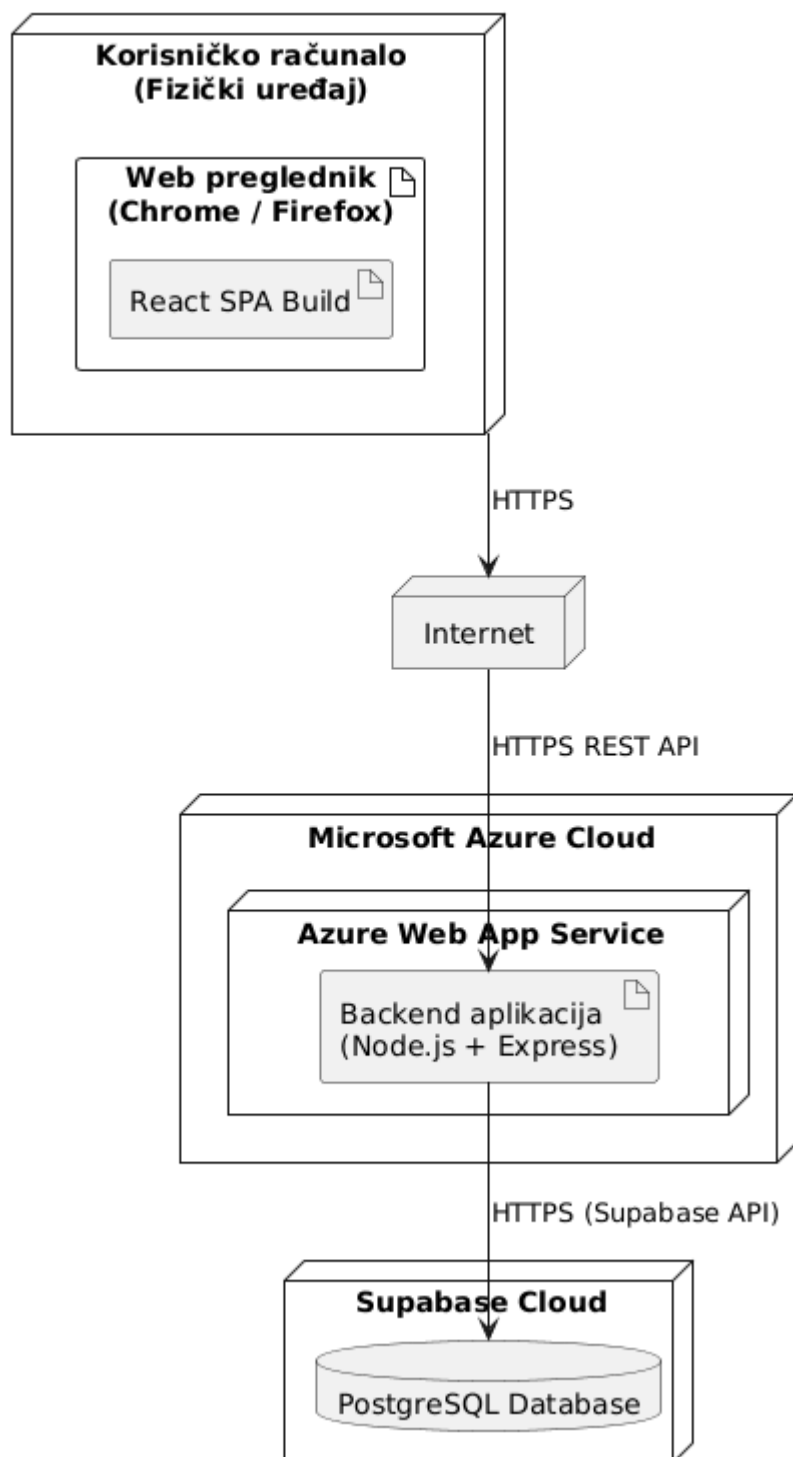 Korisničko računalo
(Fizički uređaj)
Web preglednik
(Chrome / Firefox)
React SPA Build
HTTPS
Internet
HTTPS REST API
Microsoft Azure Cloud
Azure Web App Service
Backend aplikacija
(Node.js + Express)
HTTPS (Supabase API)
Supabase Cloud
PostgreSQL Database